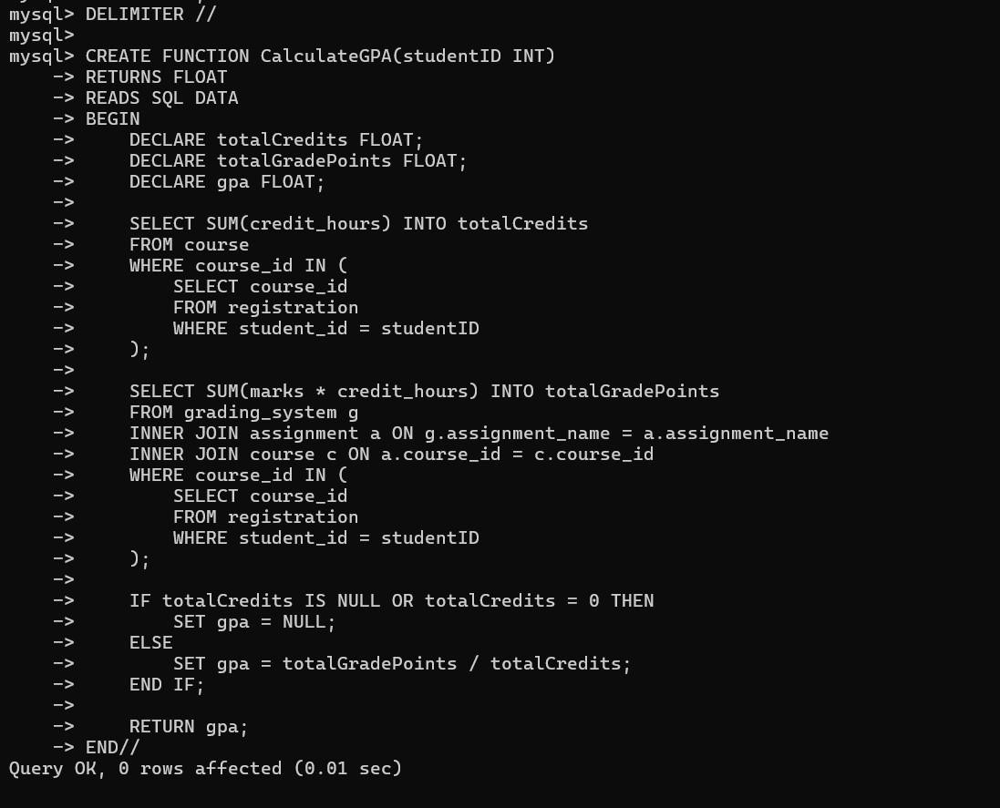 mysql> DELIMITER //
mysql>
mysql> CREATE FUNCTION CalculateGPA(studentID INT)
    -> RETURNS FLOAT
    -> READS SQL DATA
    -> BEGIN
    ->     DECLARE totalCredits FLOAT;
    ->     DECLARE totalGradePoints FLOAT;
    ->     DECLARE gpa FLOAT;
    ->
    ->     SELECT SUM(credit_hours) INTO totalCredits
    ->     FROM course
    ->     WHERE course_id IN (
    ->         SELECT course_id
    ->         FROM registration
    ->         WHERE student_id = studentID
    ->     );
    ->
    ->     SELECT SUM(marks * credit_hours) INTO totalGradePoints
    ->     FROM grading_system g
    ->     INNER JOIN assignment a ON g.assignment_name = a.assignment_name
    ->     INNER JOIN course c ON a.course_id = c.course_id
    ->     WHERE course_id IN (
    ->         SELECT course_id
    ->         FROM registration
    ->         WHERE student_id = studentID
    ->     );
    ->
    ->     IF totalCredits IS NULL OR totalCredits = 0 THEN
    ->         SET gpa = NULL;
    ->     ELSE
    ->         SET gpa = totalGradePoints / totalCredits;
    ->     END IF;
    ->
    ->     RETURN gpa;
    -> END//
Query OK, 0 rows affected (0.01 sec)